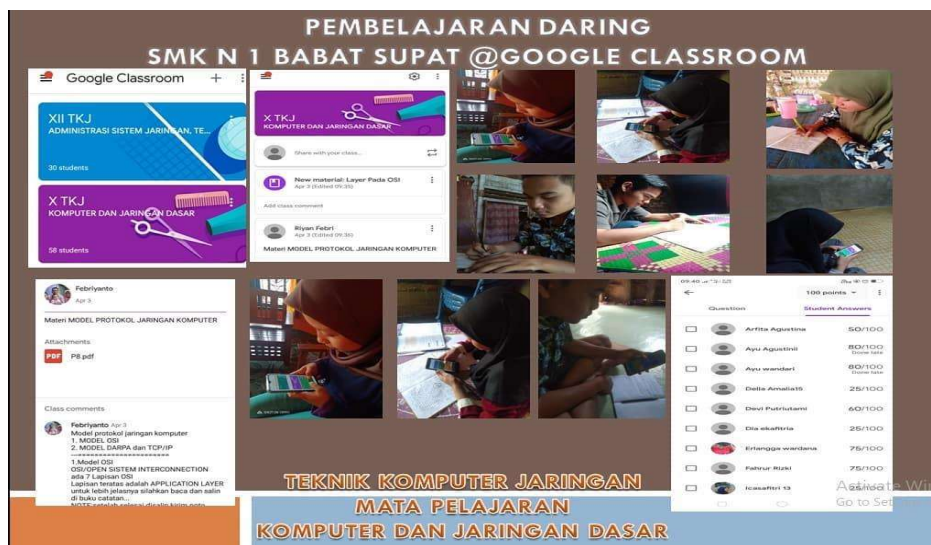 PEMBELAJARAN DARING
SMK N 1 BABAT SUPAT @GOOGLE CLASSROOM
Google Classroom
XII TKJ
ADMINISTRASI SISTEM JARINGAN, TE...
30 students
X TKJ
KOMPUTER DAN JARINGAN DASAR
58 students
X TKJ
KOMPUTER DAN JARINGAN DASAR
Share with your class...
New material: Layer Pada OSI
Apr 3 (Edited 09.35)
Add class comment
Riyan Febri
Apr 3 (Edited 09.36)
Materi MODEL PROTOKOL JARINGAN KOMPUTER
Febriyanto
Apr 3
Materi MODEL PROTOKOL JARINGAN KOMPUTER
Attachments
PDF P8.pdf
Class comments
Febriyanto Apr 3
Model protokol jaringan komputer
1. MODEL OSI
2. MODEL DARPA dan TCP/IP
1.Model OSI
OSI/OPEN SISTEM INTERCONNECTION
ada 7 Lapisan OSI
Lapisan teratas adalah APPLICATION LAYER
untuk lebih jelasnya silahkan baca dan salin
di buku catatan...
100 points
Question
Student Answers
Arfita Agustina 50/100
Ayu Agustinii 80/100
Done late
Ayu wandari 80/100
Done late
Della Amalia15 25/100
Devi Putriutami 60/100
Dia ekafitria 25/100
Erlangga wardana 75/100
Fahrur Rizki 75/100
icasafitri 13 25/100
Activate Win
Go to Set
TEKNIK KOMPUTER JARINGAN
MATA PELAJARAN
KOMPUTER DAN JARINGAN DASAR